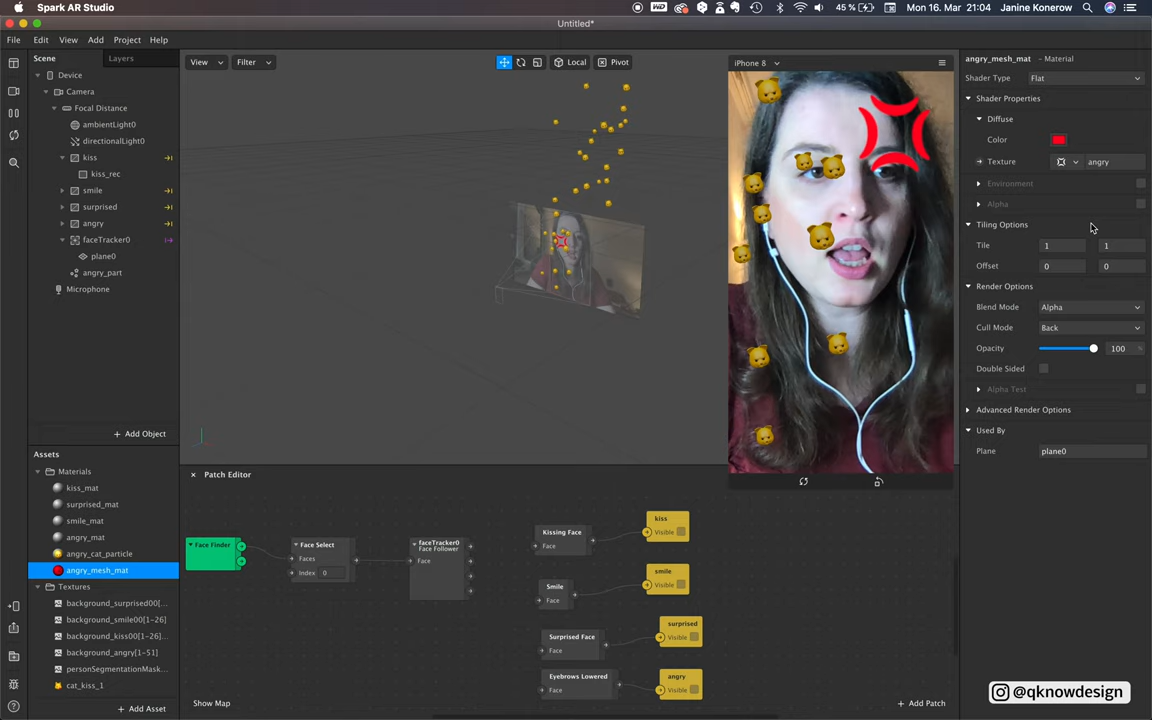 Spark AR Studio
45 %
Mon 16. Mar 21:04
Janine Konerow
Untitled*
File Edit View Add Project Help
Scene
Layers
Device
Camera
Focal Distance
ambientLight0
directionalLight0
kiss
kiss_rec
smile
surprised
angry
faceTracker0
plane0
angry_part
Microphone
+ Add Object
Assets
Materials
kiss_mat
surprised_mat
smile_mat
angry_mat
angry_cat_particle
angry_mesh_mat
Textures
background_surprised00[...
background_smile00[1-26]
background_kiss00[1-26]...
background_angry[1-51]
personSegmentationMask...
cat_kiss_1
+ Add Asset
View
Filter
Local
Pivot
iPhone 8
Patch Editor
Face Finder
Face Select
Faces
Index 0
faceTracker0
Face Follower
Face
Kissing Face
Face
kiss
Visible
Smile
Face
smile
Visible
Surprised Face
Face
surprised
Visible
Eyebrows Lowered
Face
angry
Visible
Show Map
+ Add Patch
angry_mesh_mat - Material
Shader Type Flat
Shader Properties
Diffuse
Color
Texture angry
Environment
Alpha
Tiling Options
Tile 1 1
Offset 0 0
Render Options
Blend Mode Alpha
Cull Mode Back
Opacity 100 %
Double Sided
Alpha Test
Advanced Render Options
Used By
Plane plane0
@qknowdesign